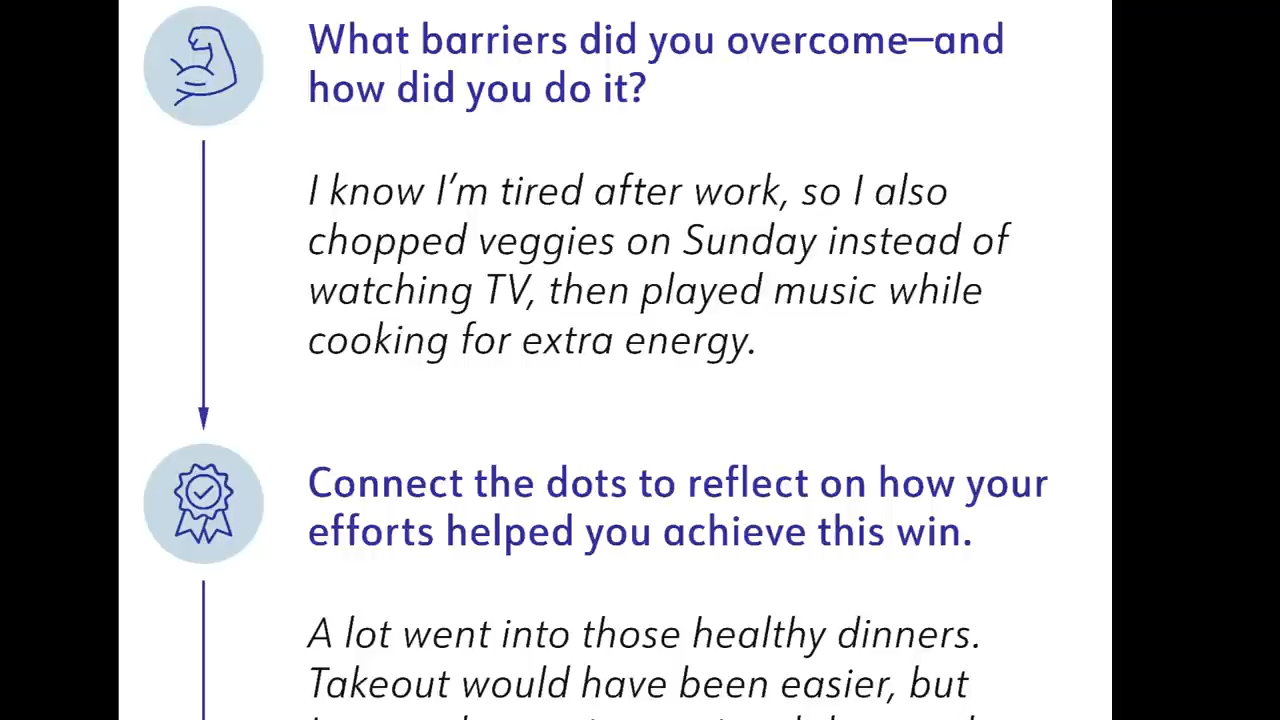 What barriers did you overcome—and
how did you do it?
I know I’m tired after work, so I also
chopped veggies on Sunday instead of
watching TV, then played music while
cooking for extra energy.
Connect the dots to reflect on how your
efforts helped you achieve this win.
A lot went into those healthy dinners.
Takeout would have been easier, but